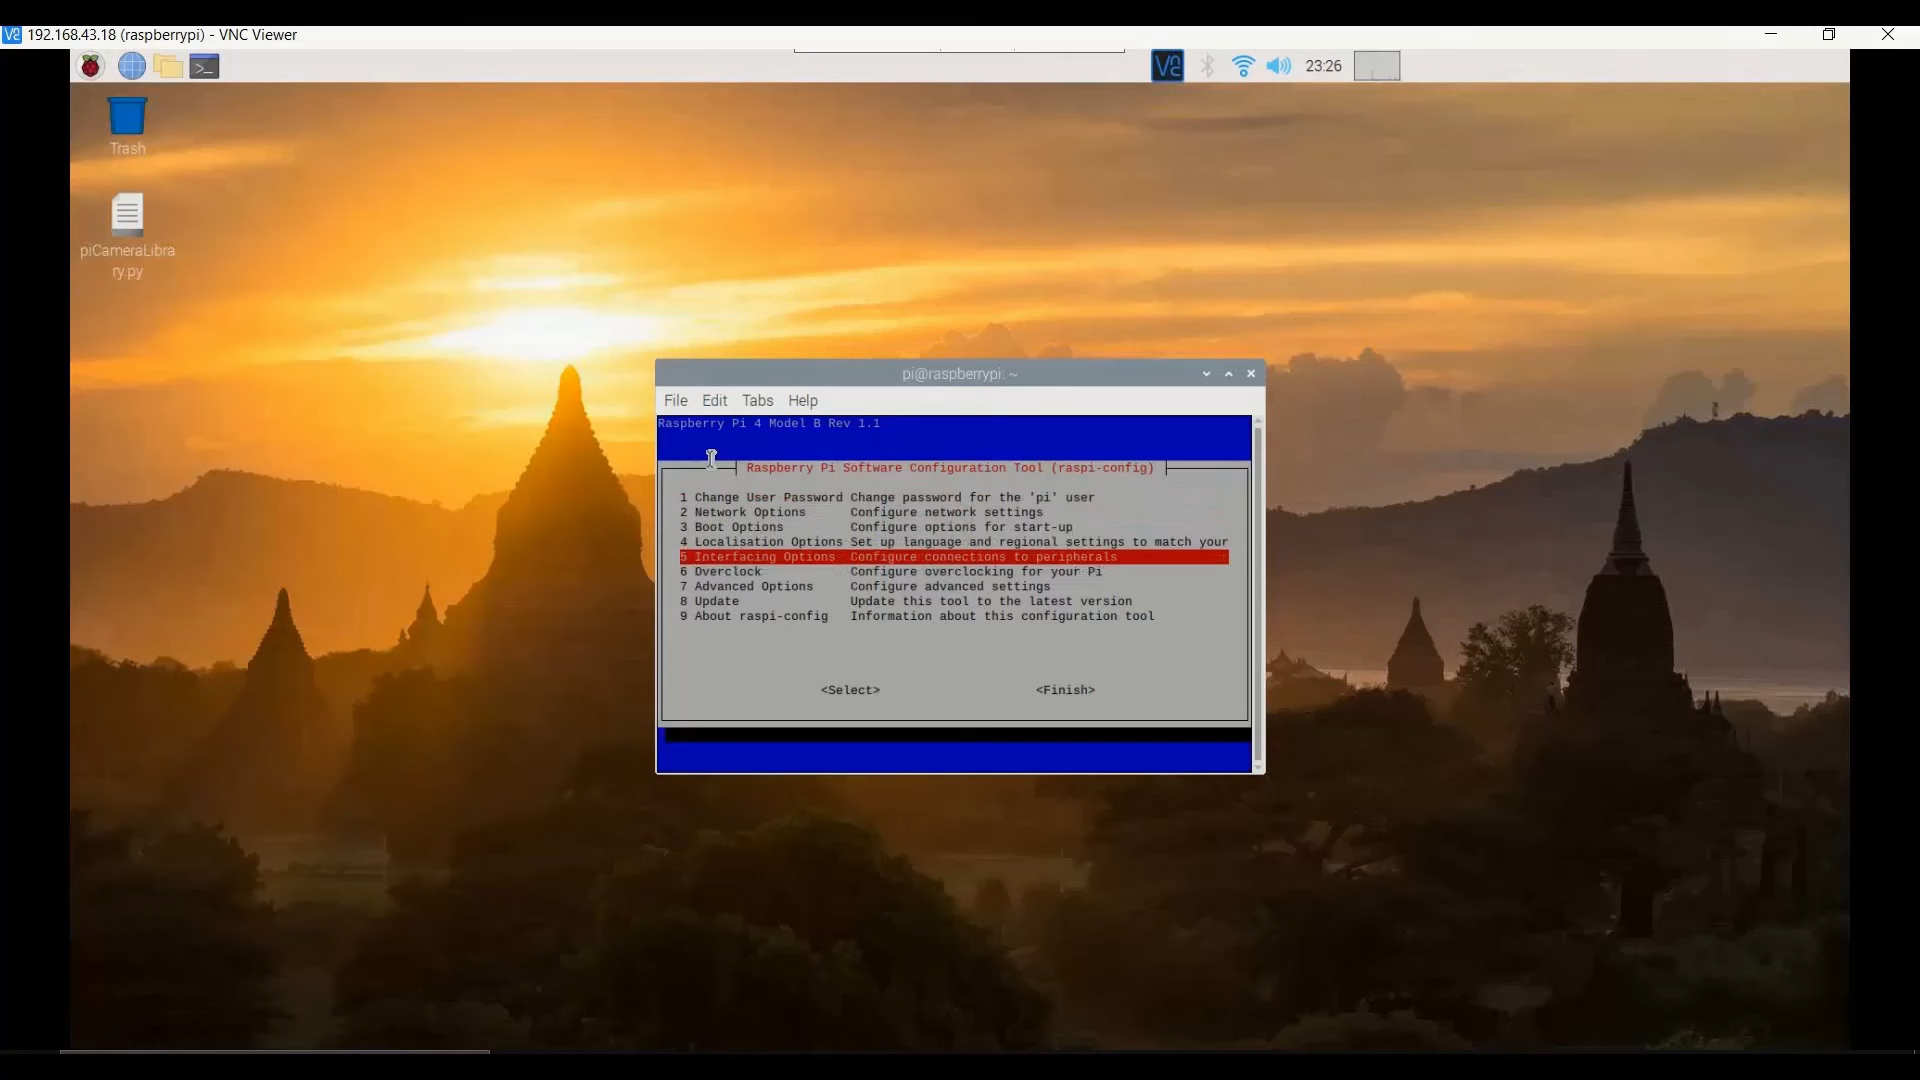 192.168.43.18 (raspberrypi) - VNC Viewer
23:26
Trash
piCameraLibra
ry.py
pi@raspberrypi: ~
File Edit Tabs Help
Raspberry Pi 4 Model B Rev 1.1
Raspberry Pi Software Configuration Tool (raspi-config)
1 Change User Password Change password for the 'pi' user
2 Network Options Configure network settings
3 Boot Options Configure options for start-up
4 Localisation Options Set up language and regional settings to match your
5 Interfacing Options Configure connections to peripherals
6 Overclock Configure overclocking for your Pi
7 Advanced Options Configure advanced settings
8 Update Update this tool to the latest version
9 About raspi-config Information about this configuration tool
<Select> <Finish>